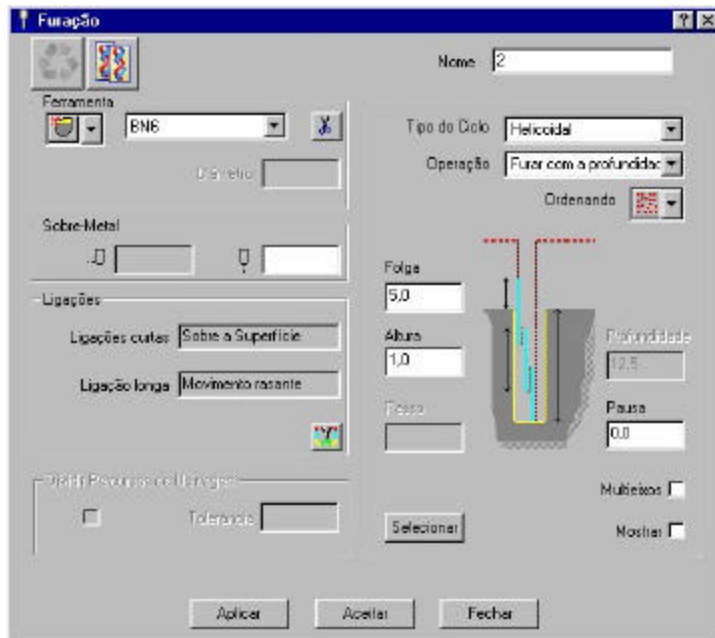 Furação
Nome 2
Ferramenta
BN6
Diâmetro
Sobre-Metal
Ligações
Ligações curtas Sobre a Superfície
Ligação longa Movimento rasante
Tolerância
Tipo do Ciclo Helicoidal
Operação Furar com a profundidad
Ordenando
Folga
5,0
Altura
1,0
Profundidade
12,5
Passo
Pausa
0,0
Multieixos
Selecionar
Mostrar
Aplicar
Aceitar
Fechar